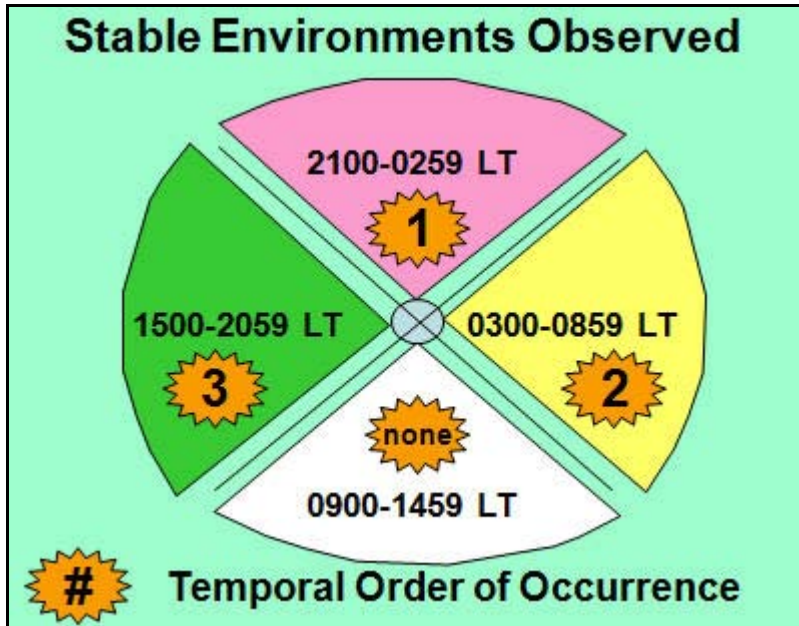 Stable Environments Observed
2100-0259 LT
1
1500-2059 LT
3
0300-0859 LT
2
none
0900-1459 LT
#
Temporal Order of Occurrence